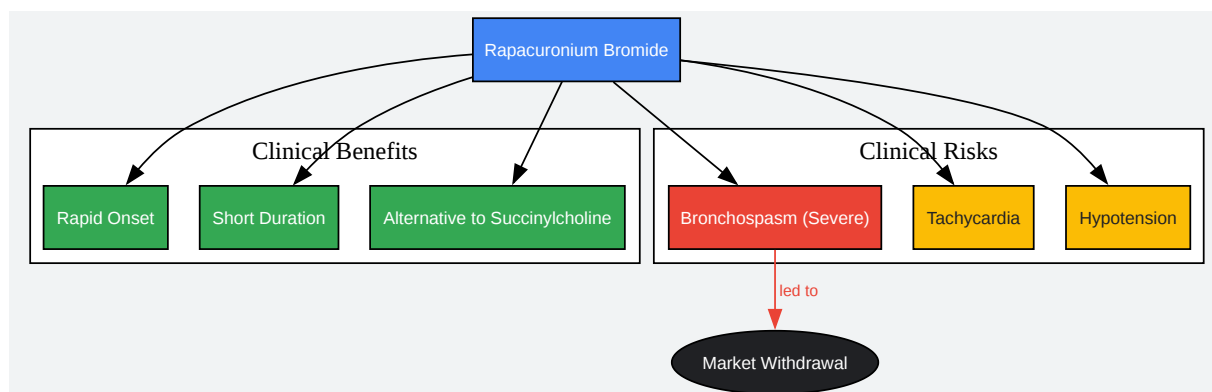 Rapacuronium Bromide
Clinical Benefits
Clinical Risks
Rapid Onset
Short Duration
Alternative to Succinylcholine
Bronchospasm (Severe)
Tachycardia
Hypotension
led to
Market Withdrawal